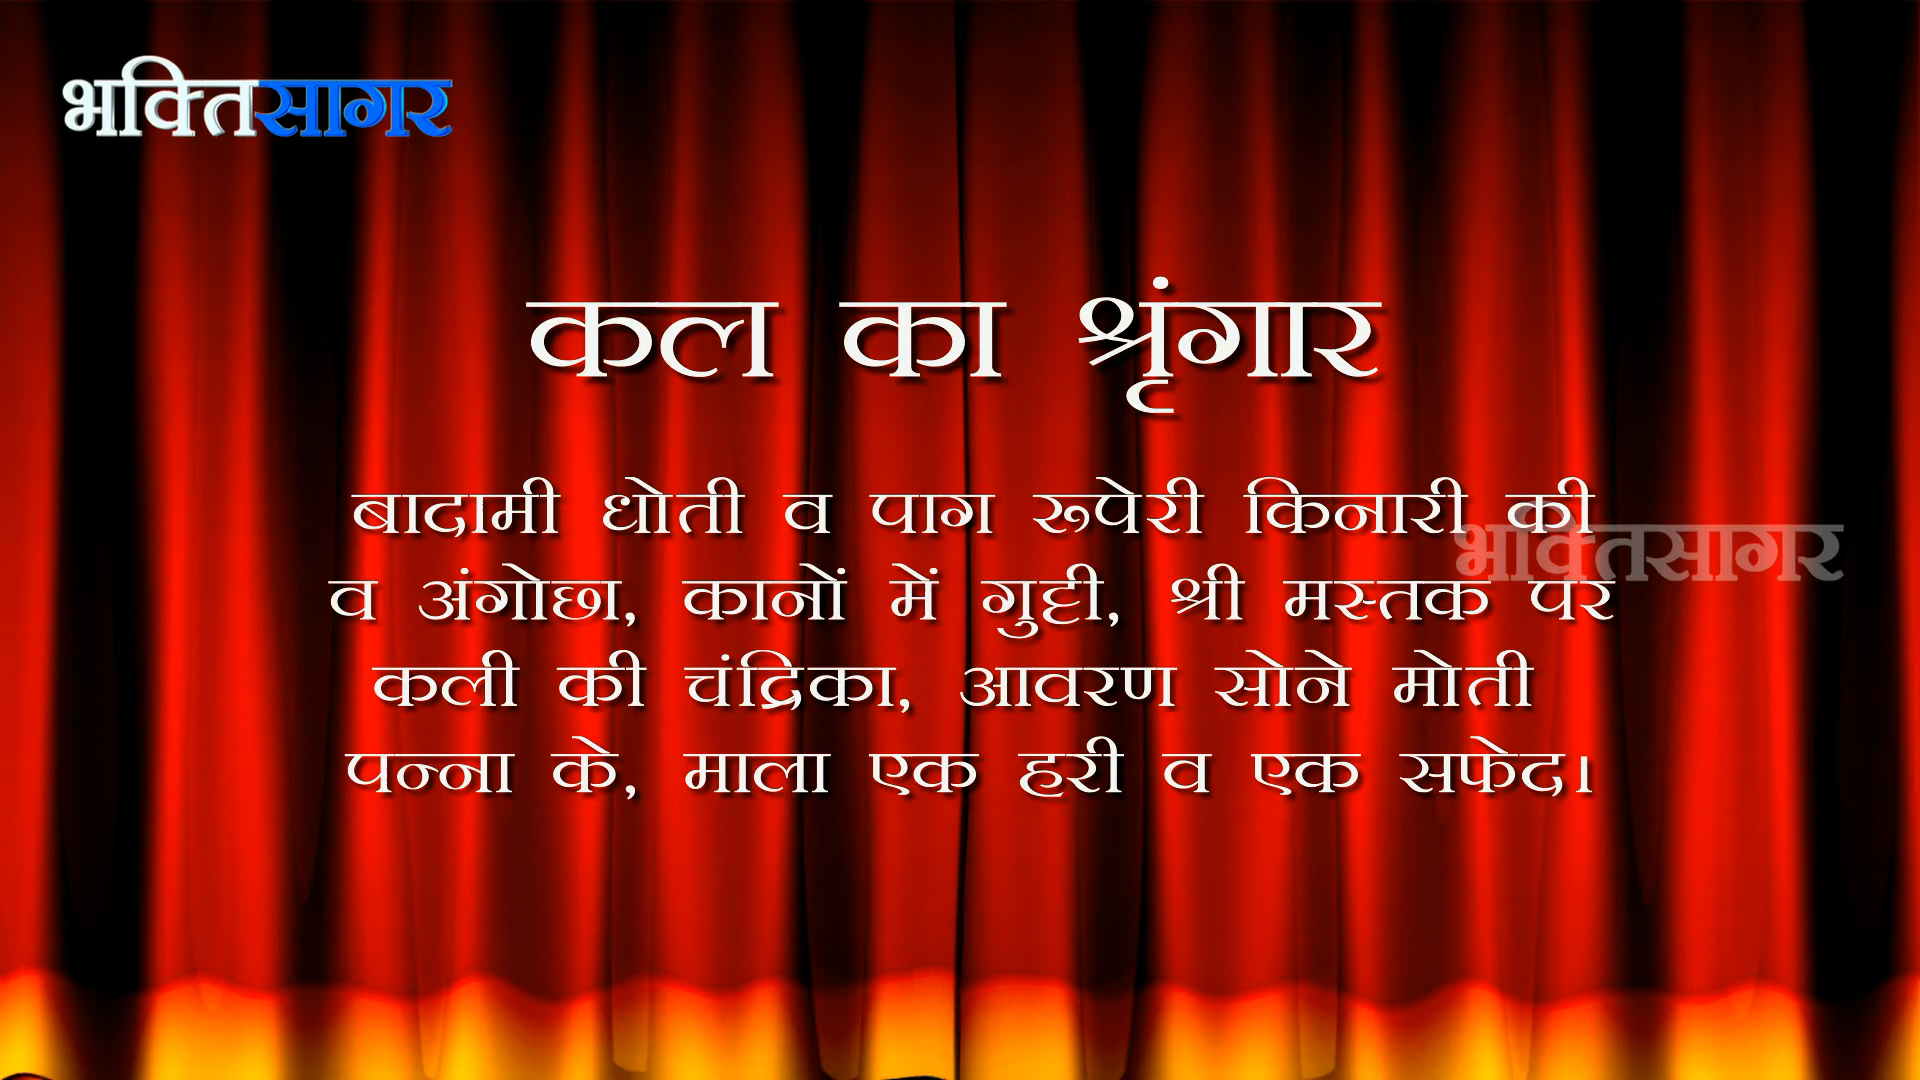 भक्तिसागर
कल का श्रृंगार
बादामी धोती व पाग रूपेरी किनारी की
भक्तिसागर
व अंगोछा, कानों में गुट्टी, श्री मस्तक पर
कली की चंद्रिका, आवरण सोने मोती
पन्ना के, माला एक हरी व एक सफेद।